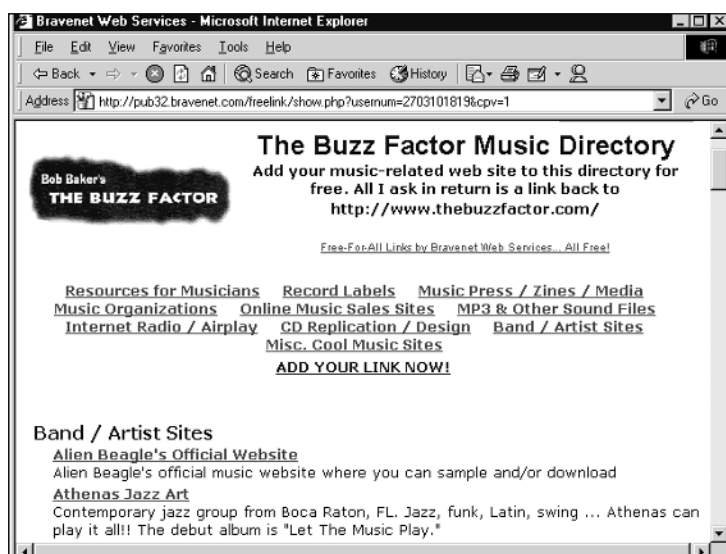 Bravenet Web Services - Microsoft Internet Explorer
File Edit View Favorites Tools Help
Back Search Favorites History
Address http://pub32.bravenet.com/freelink/show.php?usernum=2703101819&cpv=1 Go
The Buzz Factor Music Directory
Add your music-related web site to this directory for
free. All I ask in return is a link back to
http://www.thebuzzfactor.com/
Bob Baker's
THE BUZZ FACTOR
Free-For-All Links by Bravenet Web Services... All Free!
Resources for Musicians Record Labels Music Press / Zines / Media
Music Organizations Online Music Sales Sites MP3 & Other Sound Files
Internet Radio / Airplay CD Replication / Design Band / Artist Sites
Misc. Cool Music Sites
ADD YOUR LINK NOW!
Band / Artist Sites
Alien Beagle's Official Website
Alien Beagle's official music website where you can sample and/or download
Athenas Jazz Art
Contemporary jazz group from Boca Raton, FL. Jazz, funk, Latin, swing ... Athenas can
play it all!! The debut album is "Let The Music Play."